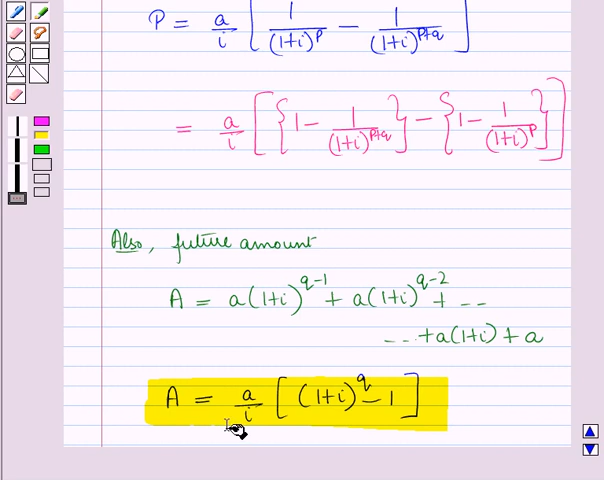 P = a/i [ 1/(1+i)^p − 1/(1+i)^(p+q) ]
= a/i [ { 1 − 1/(1+i)^(p+q) } − { 1 − 1/(1+i)^p } ]
Also, future amount
A = a(1+i)^(q-1) + a(1+i)^(q-2) + ...
... + a(1+i) + a
A = a/i [ (1+i)^q − 1 ]